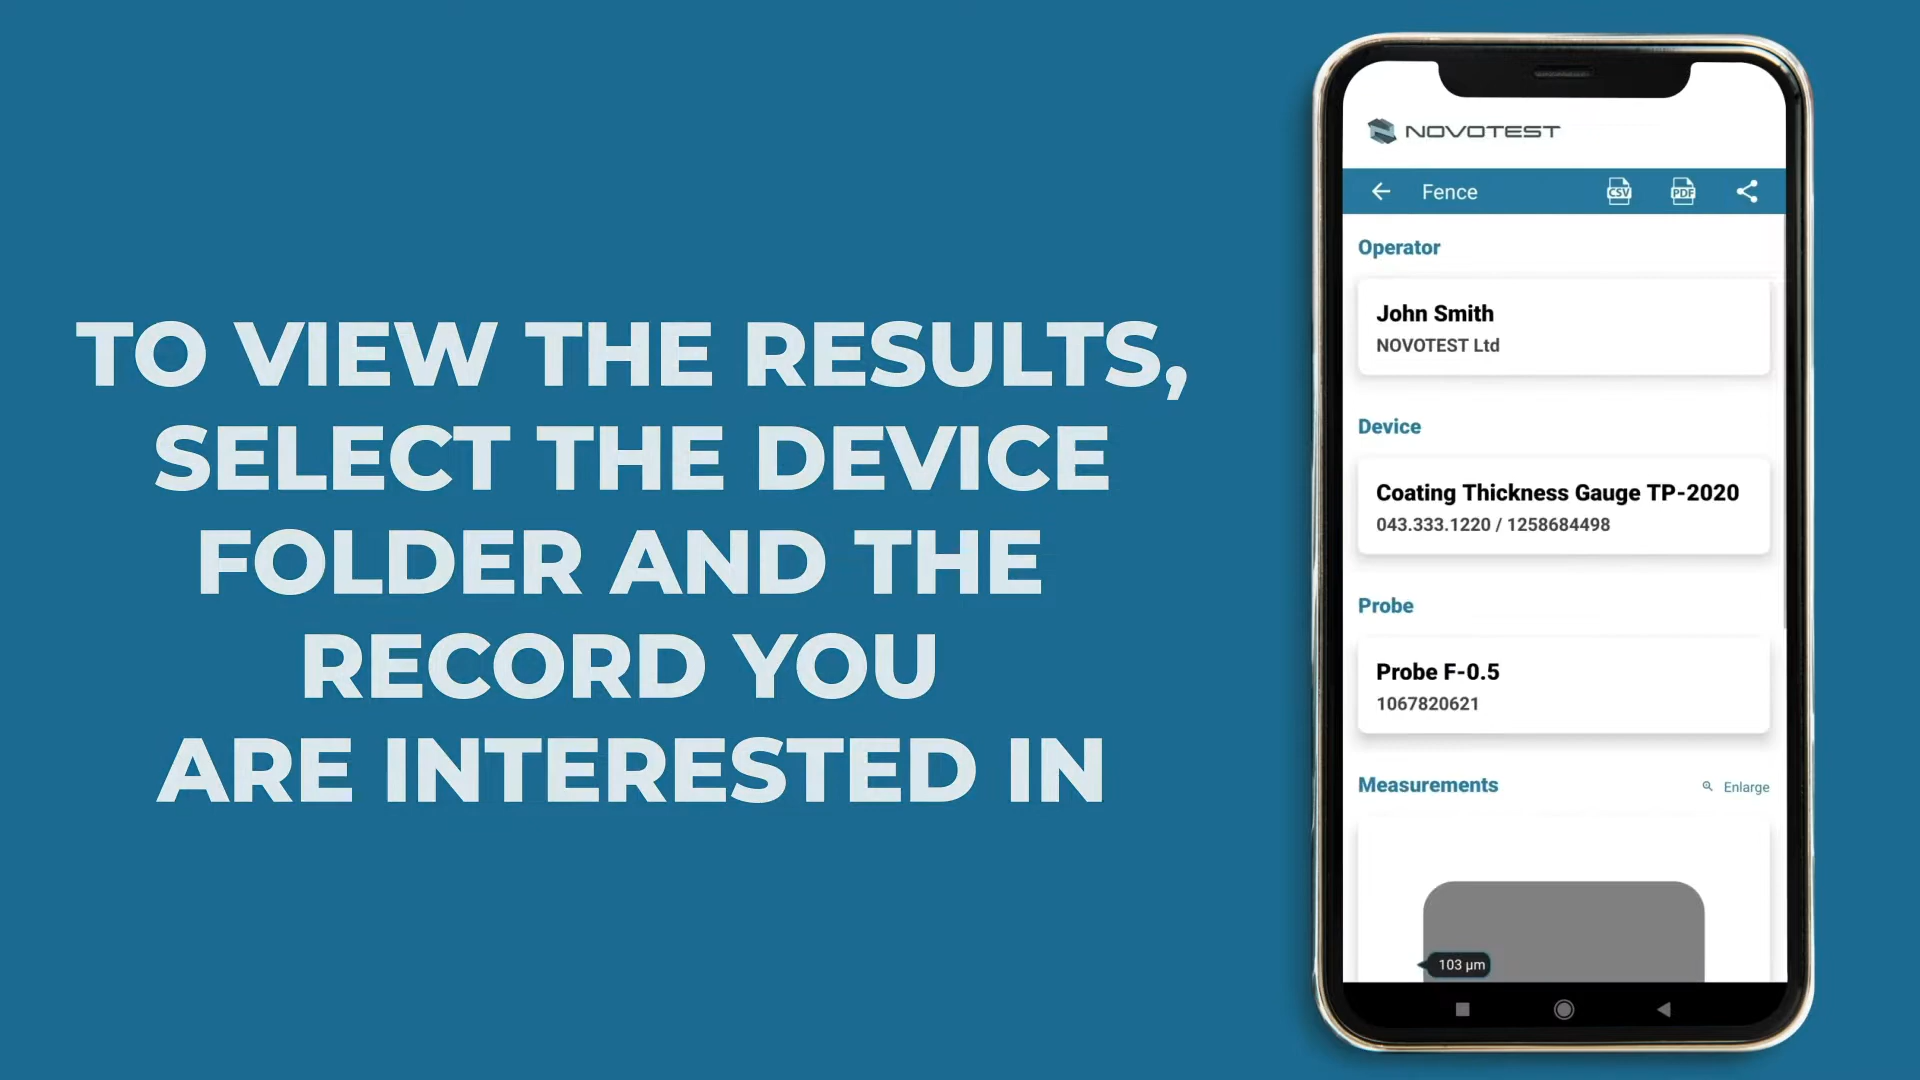 TO VIEW THE RESULTS,
SELECT THE DEVICE
FOLDER AND THE
RECORD YOU
ARE INTERESTED IN
NOVOTEST
Fence
CSV
PDF
Operator
John Smith
NOVOTEST Ltd
Device
Coating Thickness Gauge TP-2020
043.333.1220 / 1258684498
Probe
Probe F-0.5
1067820621
Measurements
Enlarge
103 µm